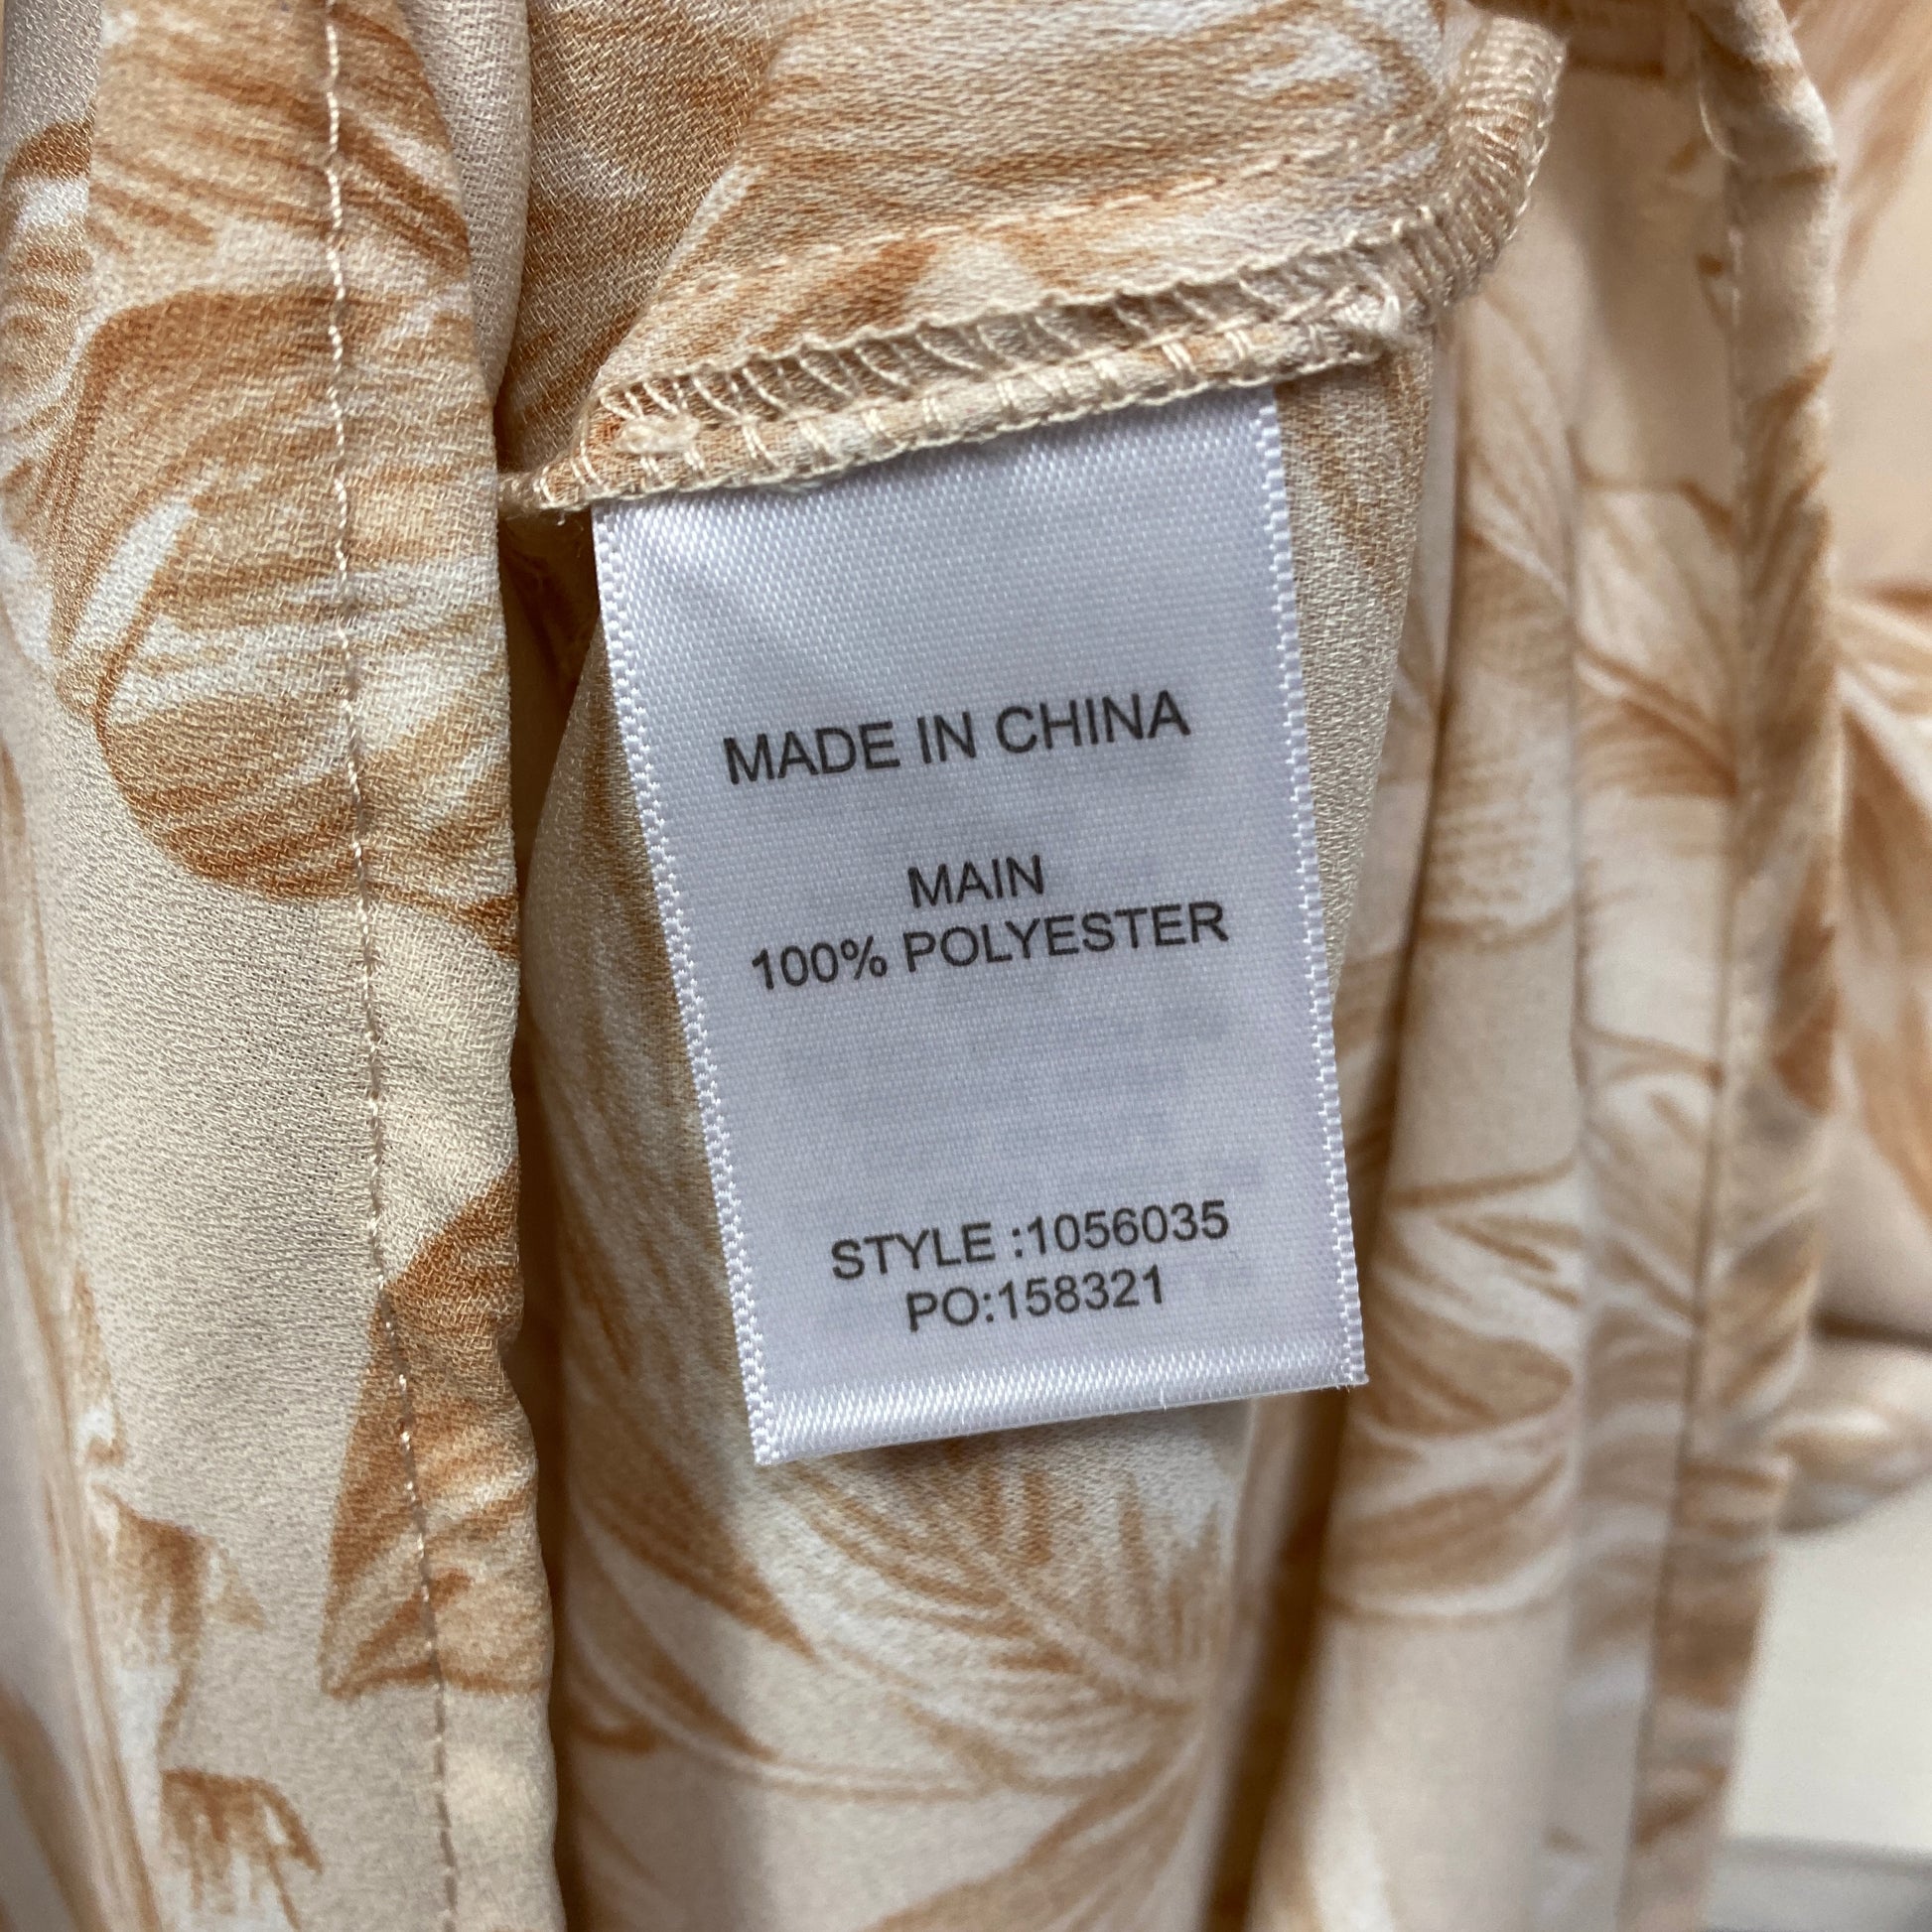 MADE IN CHINA
MAIN
100% POLYESTER
STYLE :1056035
PO:158321